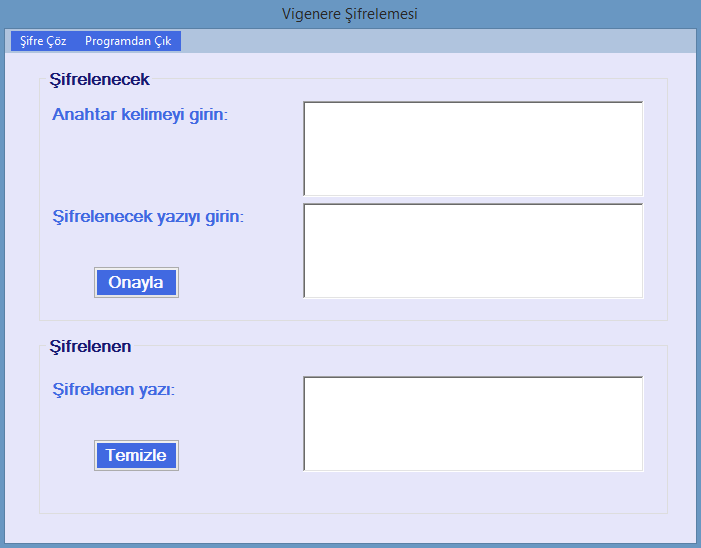 Vigenere Şifrelemesi
Şifre Çöz Programdan Çık
Şifrelenecek
Anahtar kelimeyi girin:
Şifrelenecek yazıyı girin:
Onayla
Şifrelenen
Şifrelenen yazı:
Temizle